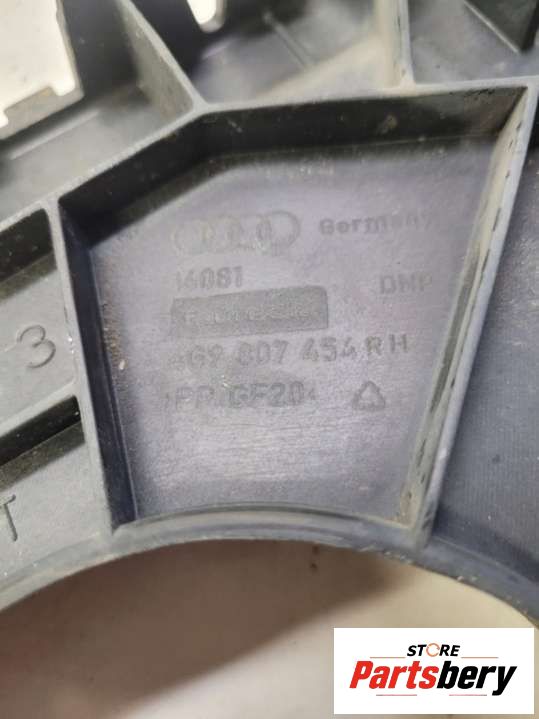 Germany
14081
DMP
4G9 807 454 RH
PP-GF20
3
T
STORE
Partsbery